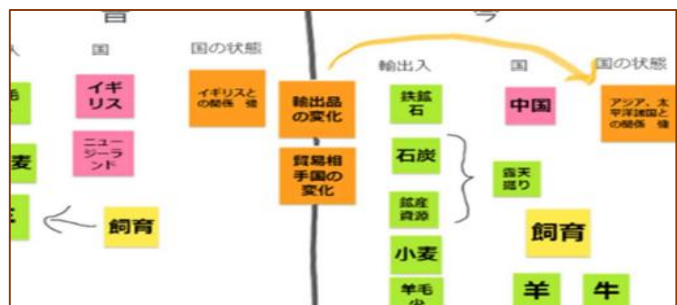 国
国の状態
イギ
リス
イギリスと
の関係 強
ニュー
ジーラ
ンド
麦
飼育
輸出品
の変化
貿易相
手国の
変化
今
輸出入
国
国の状態
鉄鉱
石
中国
アジア、太
平洋諸国と
の関係 強
石炭
露天
掘り
鉱産
資源
飼育
小麦
羊毛
羊
牛